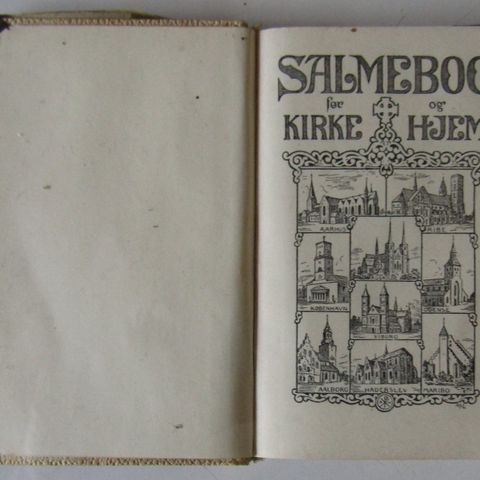 SALMEBOG
for og
KIRKE HJEM
AARHUS RIBE
KØBENHAVN ODENSE
VIBORG
AALBORG HADERSLEV MARIBO